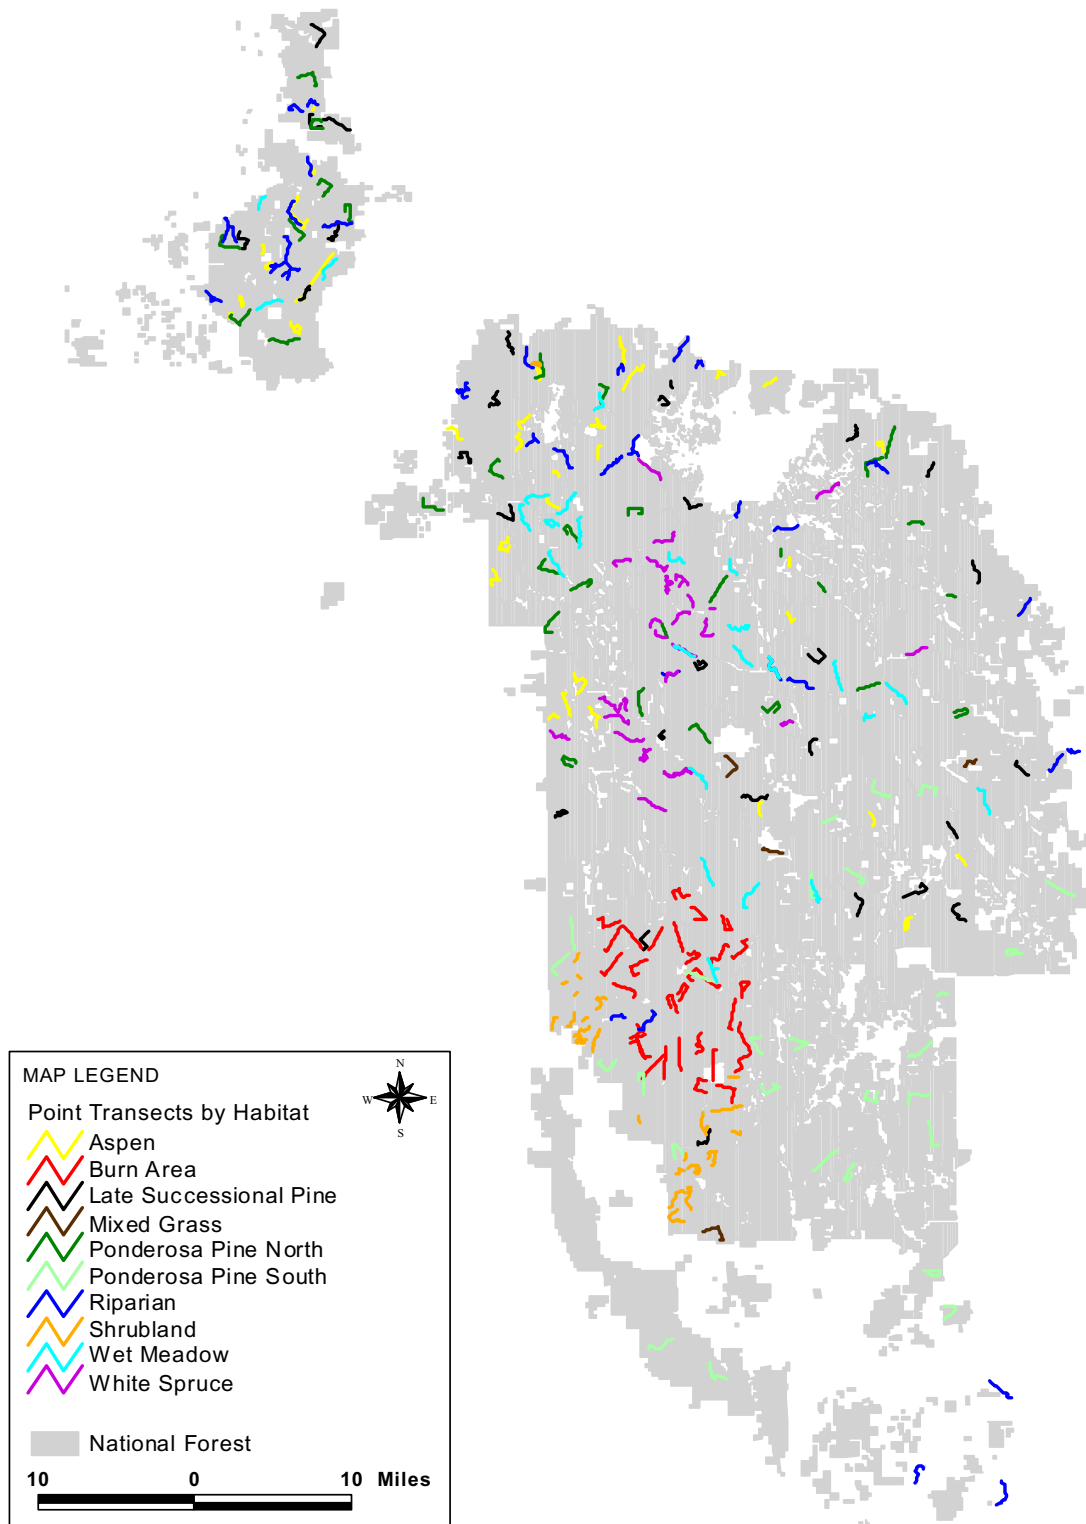 MAP LEGEND
N
W E
S
Point Transects by Habitat
Aspen
Burn Area
Late Successional Pine
Mixed Grass
Ponderosa Pine North
Ponderosa Pine South
Riparian
Shrubland
Wet Meadow
White Spruce
National Forest
10 0 10 Miles